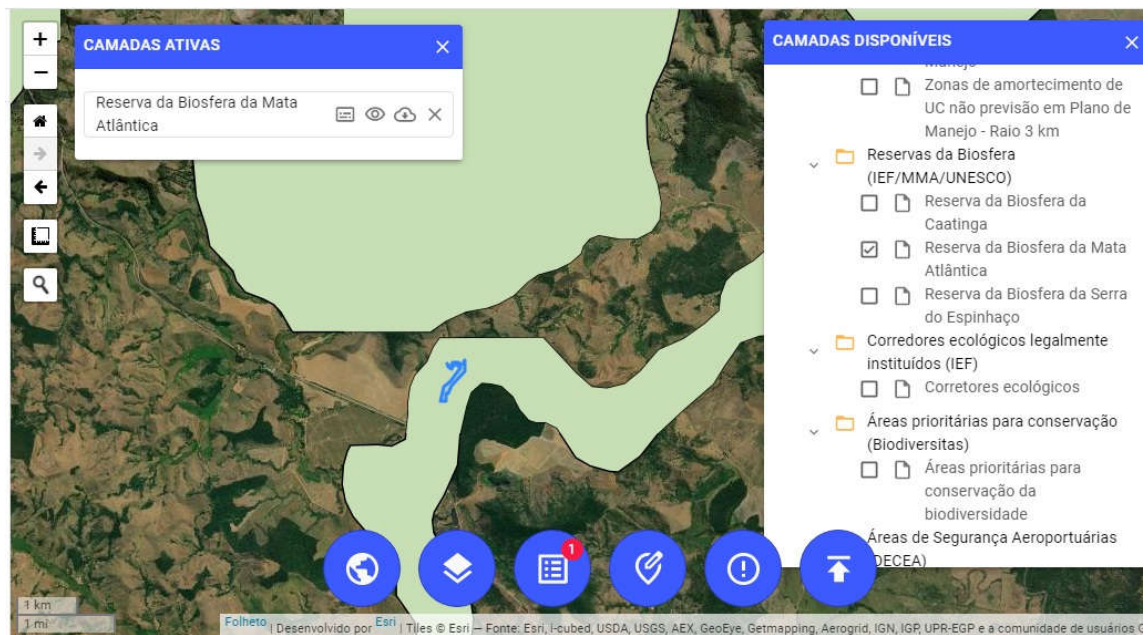 +
−
CAMADAS ATIVAS
Reserva da Biosfera da Mata
Atlântica
CAMADAS DISPONÍVEIS
Manejo
Zonas de amortecimento de
UC não previsão em Plano de
Manejo - Raio 3 km
Reservas da Biosfera
(IEF/MMA/UNESCO)
Reserva da Biosfera da
Caatinga
Reserva da Biosfera da Mata
Atlântica
Reserva da Biosfera da Serra
do Espinhaço
Corredores ecológicos legalmente
instituídos (IEF)
Corretores ecológicos
Áreas prioritárias para conservação
(Biodiversitas)
Áreas prioritárias para
conservação da
biodiversidade
Áreas de Segurança Aeroportuárias
DECEA)
1
1 km
1 mi
Folheto | Desenvolvido por Esri | Tiles © Esri — Fonte: Esri, i-cubed, USDA, USGS, AEX, GeoEye, Getmapping, Aerogrid, IGN, IGP, UPR-EGP e a comunidade de usuários